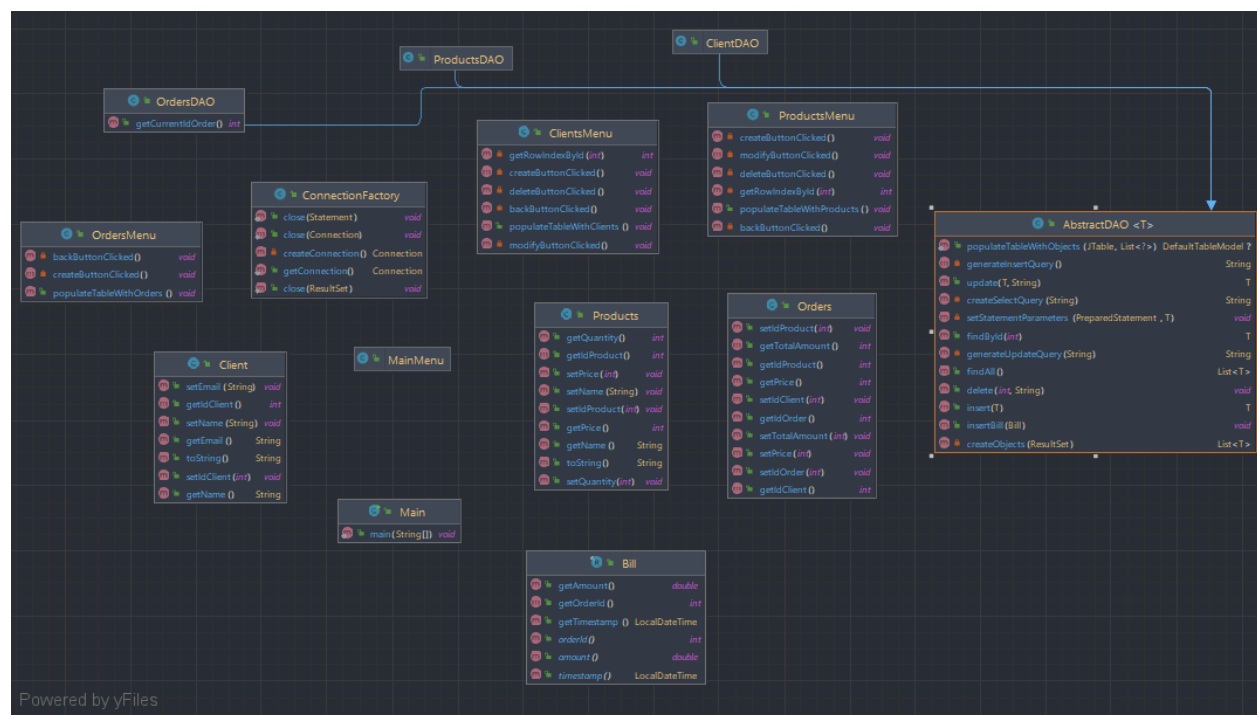 ProductsDAO
ClientDAO
OrdersDAO
getCurrentIdOrder() int
ClientsMenu
getRowIndexById(int) int
createButtonClicked() void
deleteButtonClicked() void
backButtonClicked() void
populateTableWithClients () void
modifyButtonClicked() void
ProductsMenu
createButtonClicked() void
modifyButtonClicked() void
deleteButtonClicked() void
getRowIndexById(int) int
populateTableWithProducts () void
backButtonClicked() void
ConnectionFactory
close(Statement) void
close(Connection) void
createConnection() Connection
getConnection() Connection
close(ResultSet) void
OrdersMenu
backButtonClicked() void
createButtonClicked() void
populateTableWithOrders () void
AbstractDAO <T>
populateTableWithObjects (JTable, List<?>) DefaultTableModel ?
generateInsertQuery() String
update(T, String) T
createSelectQuery (String) String
setStatementParameters (PreparedStatement , T) void
findById(int) T
generateUpdateQuery(String) String
findAll() List<T>
delete(int, String) void
insert(T) T
insertBill(Bill) void
createObjects (ResultSet) List<T>
Products
getQuantity() int
getIdProduct() int
setPrice(int) void
setName(String) void
setIdProduct(int) void
getPrice() int
getName() String
toString() String
setQuantity(int) void
Orders
setIdProduct(int) void
getTotalAmount() int
getIdProduct() int
getPrice() int
setIdClient(int) void
getIdOrder() int
setTotalAmount(int) void
setPrice(int) void
setIdOrder(int) void
getIdClient() int
Client
setEmail (String) void
getIdClient() int
setName (String) void
getEmail () String
toString() String
setIdClient(int) void
getName () String
MainMenu
Main
main(String[]) void
Bill
getAmount() double
getOrderId() int
getTimestamp () LocalDateTime
orderId() int
amount() double
timestamp() LocalDateTime
Powered by yFiles